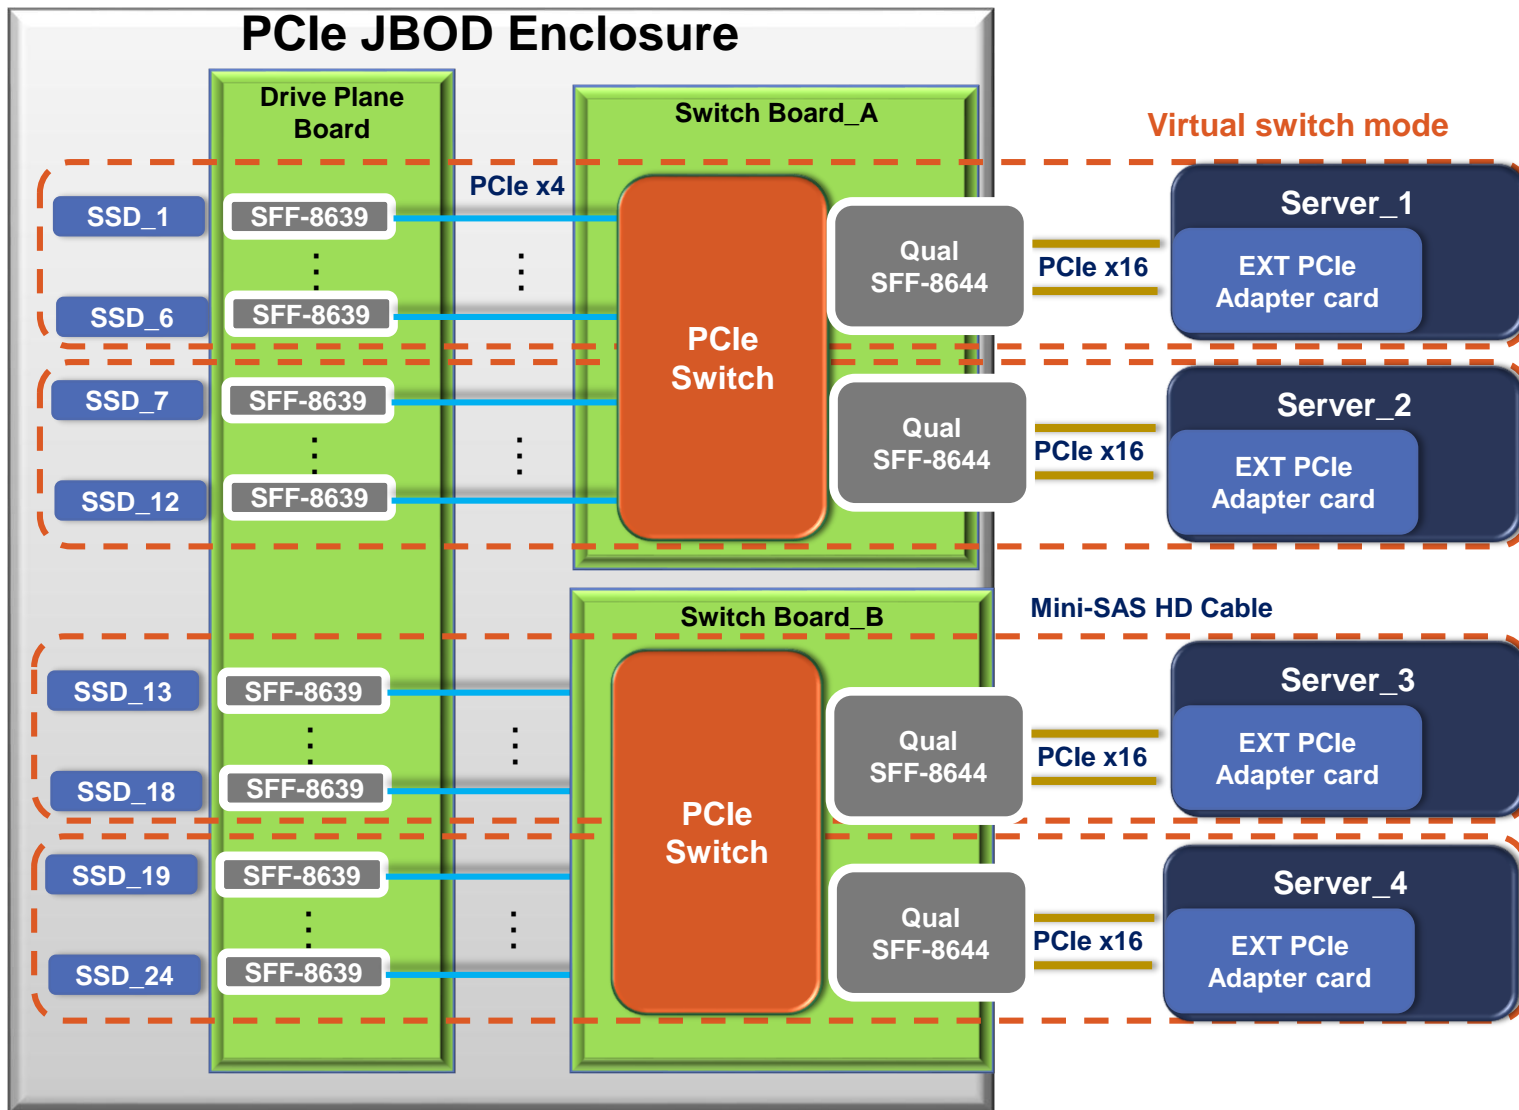 PCIe JBOD Enclosure
Drive Plane
Board
Switch Board_A
Virtual switch mode
PCIe x4
SSD_1
SFF-8639
Server_1
Qual
SFF-8644
PCIe x16
EXT PCIe
Adapter card
SSD_6
SFF-8639
PCIe
Switch
SSD_7
SFF-8639
Server_2
Qual
SFF-8644
PCIe x16
EXT PCIe
Adapter card
SSD_12
SFF-8639
Switch Board_B
Mini-SAS HD Cable
SSD_13
SFF-8639
Server_3
Qual
SFF-8644
PCIe x16
EXT PCIe
Adapter card
SSD_18
SFF-8639
PCIe
Switch
SSD_19
SFF-8639
Server_4
Qual
SFF-8644
PCIe x16
EXT PCIe
Adapter card
SSD_24
SFF-8639